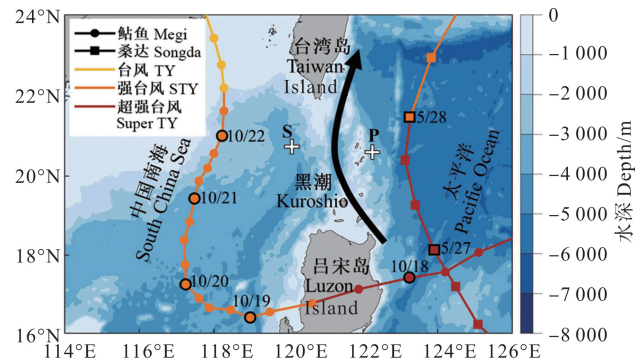 24°N
22°N
20°N
18°N
16°N
鲇鱼 Megi
桑达 Songda
台风 TY
强台风 STY
超强台风
Super TY
台湾岛
Taiwan
Island
10/22
S
P
5/28
中国南海
South China Sea
黑潮
Kuroshio
太平洋
Pacific Ocean
10/21
5/27
吕宋岛
Luzon
Island
10/18
10/20
10/19
114°E
116°E
118°E
120°E
122°E
124°E
126°E
0
-1 000
-2 000
-3 000
-4 000
-5 000
-6 000
-7 000
-8 000
水深 Depth/m